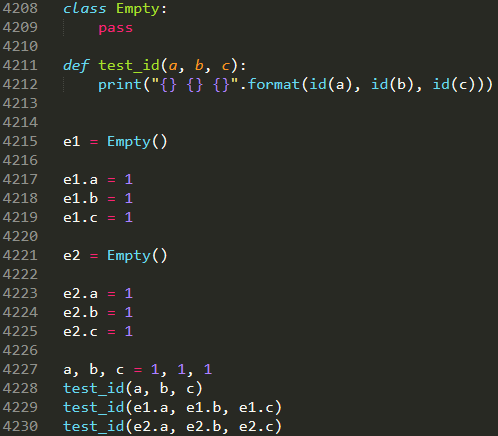 4208 class Empty:
4209     pass
4210
4211 def test_id(a, b, c):
4212     print("{} {} {}".format(id(a), id(b), id(c)))
4213
4214
4215 e1 = Empty()
4216
4217 e1.a = 1
4218 e1.b = 1
4219 e1.c = 1
4220
4221 e2 = Empty()
4222
4223 e2.a = 1
4224 e2.b = 1
4225 e2.c = 1
4226
4227 a, b, c = 1, 1, 1
4228 test_id(a, b, c)
4229 test_id(e1.a, e1.b, e1.c)
4230 test_id(e2.a, e2.b, e2.c)